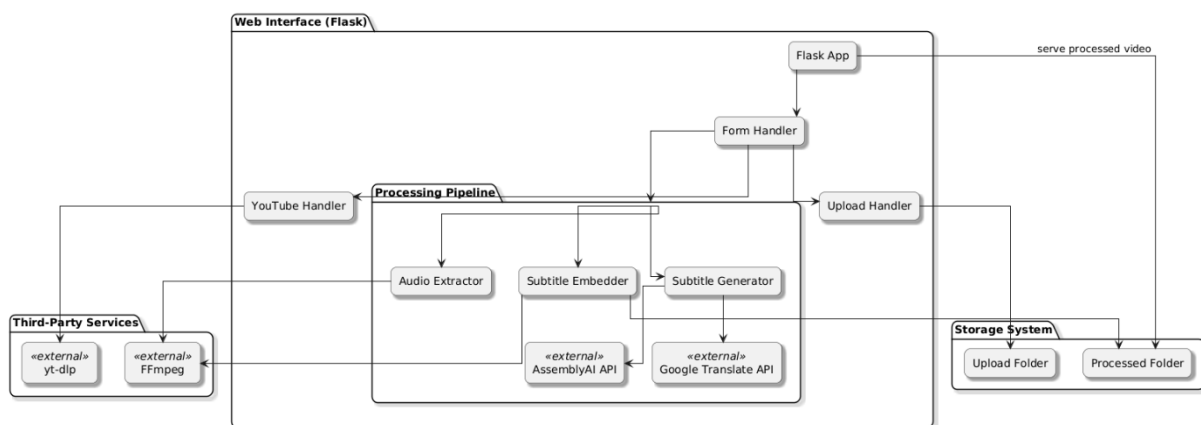 Web Interface (Flask)
Flask App
serve processed video
Form Handler
Processing Pipeline
YouTube Handler
Upload Handler
Audio Extractor
Subtitle Embedder
Subtitle Generator
Third-Party Services
Storage System
«external»
yt-dlp
«external»
FFmpeg
«external»
AssemblyAI API
«external»
Google Translate API
Upload Folder
Processed Folder